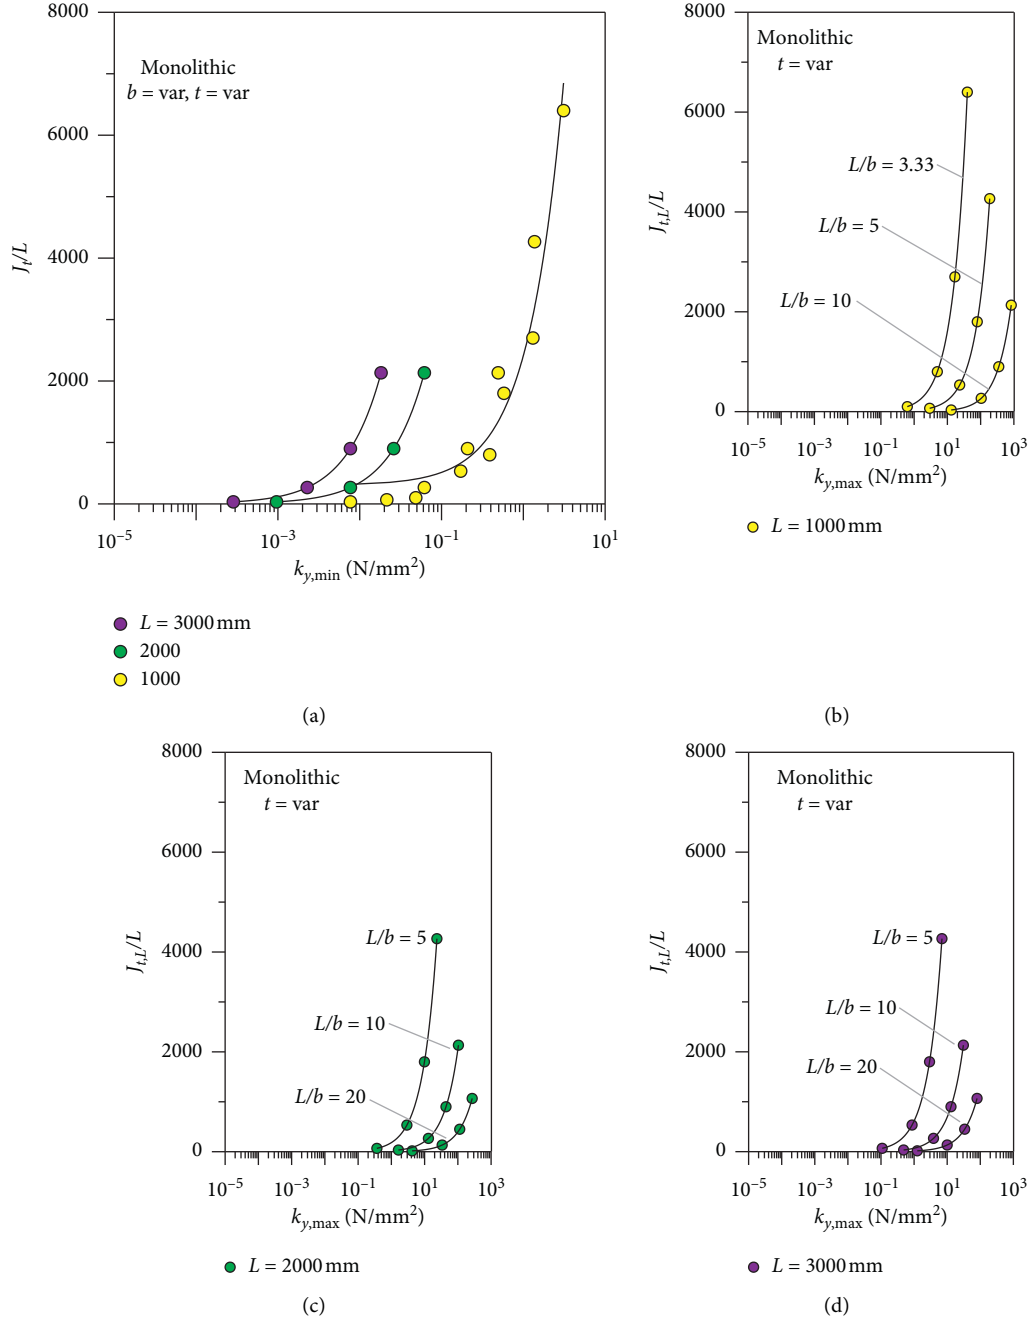 8000
6000
4000
2000
0
J_t/L
Monolithic
b = var, t = var
10^−5
10^−3
10^−1
10^1
k_y,min (N/mm^2)
L = 3000 mm
2000
1000
(a)
8000
6000
4000
2000
0
J_t,L/L
Monolithic
t = var
L/b = 3.33
L/b = 5
L/b = 10
10^−5
10^−3
10^−1
10^1
10^3
k_y,max (N/mm^2)
L = 1000 mm
(b)
8000
6000
4000
2000
0
J_t,L/L
Monolithic
t = var
L/b = 5
L/b = 10
L/b = 20
10^−5
10^−3
10^−1
10^1
10^3
k_y,max (N/mm^2)
L = 2000 mm
(c)
8000
6000
4000
2000
0
J_t,L/L
Monolithic
t = var
L/b = 5
L/b = 10
L/b = 20
10^−5
10^−3
10^−1
10^1
10^3
k_y,max (N/mm^2)
L = 3000 mm
(d)